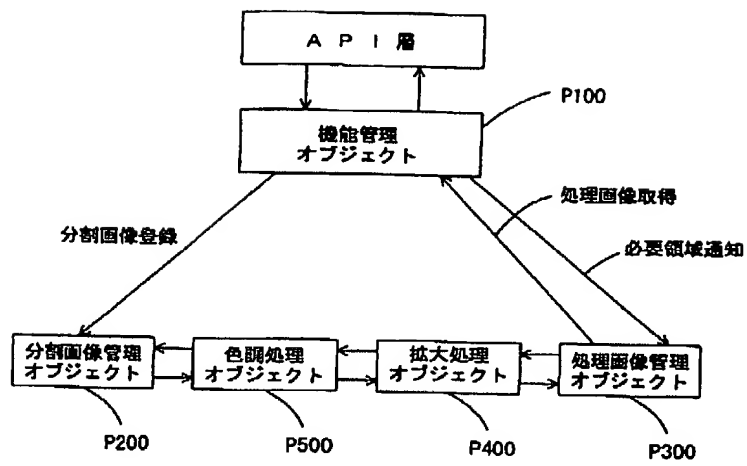 API層
P100
機能管理
オブジェクト
処理画像取得
分割画像登録
必要領域通知
分割画像管理
オブジェクト
色調処理
オブジェクト
拡大処理
オブジェクト
処理画像管理
オブジェクト
P200
P500
P400
P300